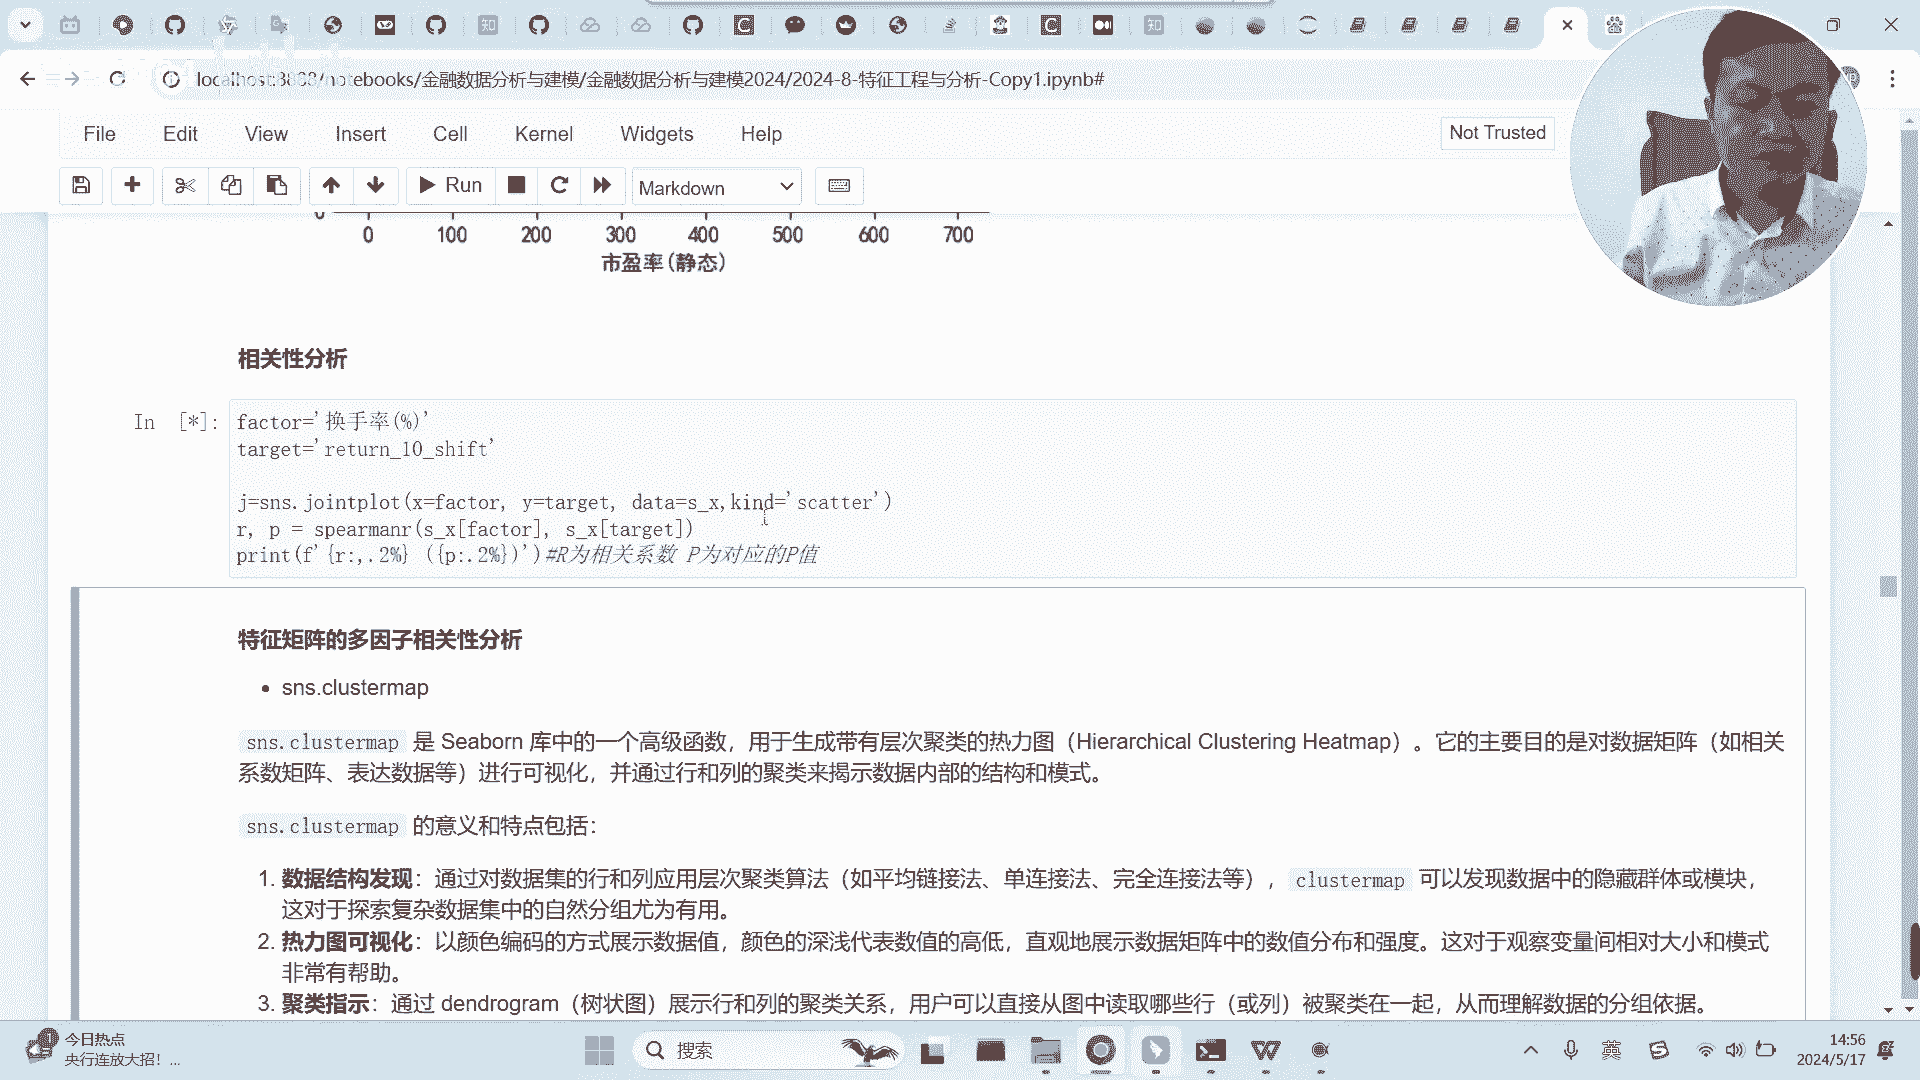 localhost:8888/notebooks/金融数据分析与建模/金融数据分析与建模2024/2024-8-特征工程与分析-Copy1.ipynb#
File Edit View Insert Cell Kernel Widgets Help
Not Trusted
Run
Markdown
0 100 200 300 400 500 600 700
市盈率(静态)
相关性分析
In [*]:
factor='换手率(%)'
target='return_10_shift'
j=sns.jointplot(x=factor, y=target, data=s_x,kind='scatter')
r, p = spearmanr(s_x[factor], s_x[target])
print(f'{r:,.2%} ({p:.2%})')#R为相关系数 P为对应的P值
特征矩阵的多因子相关性分析
• sns.clustermap
sns.clustermap 是 Seaborn 库中的一个高级函数，用于生成带有层次聚类的热力图（Hierarchical Clustering Heatmap）。它的主要目的是对数据矩阵（如相关
系数矩阵、表达数据等）进行可视化，并通过行和列的聚类来揭示数据内部的结构和模式。
sns.clustermap 的意义和特点包括：
1. 数据结构发现：通过对数据集的行和列应用层次聚类算法（如平均链接法、单连接法、完全连接法等），clustermap 可以发现数据中的隐藏群体或模块，
这对于探索复杂数据集中的自然分组尤为有用。
2. 热力图可视化：以颜色编码的方式展示数据值，颜色的深浅代表数值的高低，直观地展示数据矩阵中的数值分布和强度。这对于观察变量间相对大小和模式
非常有帮助。
3. 聚类指示：通过 dendrogram（树状图）展示行和列的聚类关系，用户可以直接从图中读取哪些行（或列）被聚类在一起，从而理解数据的分组依据。
今日热点
央行连放大招! ...
搜索
英
14:56
2024/5/17